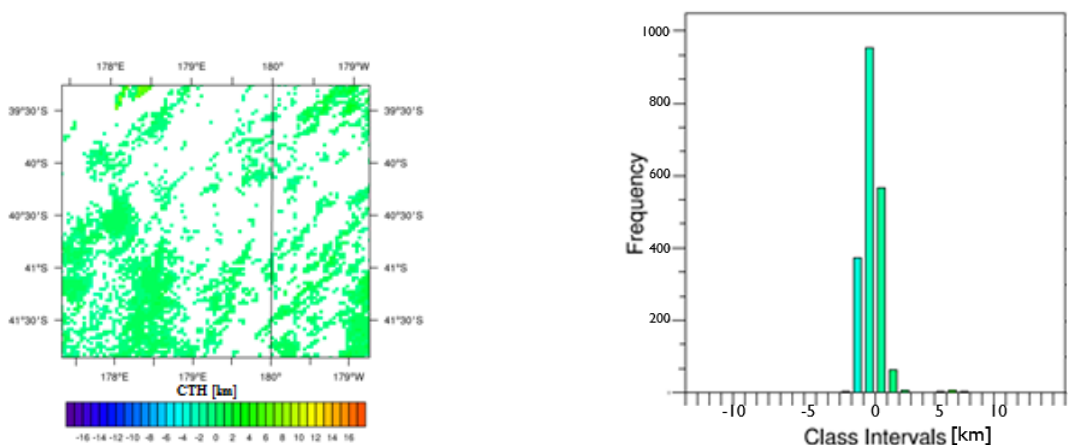 178°E 179°E 180° 179°W
39°30'S 39°30'S
40°S 40°S
40°30'S 40°30'S
41°S 41°S
41°30'S 41°30'S
178°E 179°E 180° 179°W
CTH [km]
-16 -14 -12 -10 -8 -6 -4 -2 0 2 4 6 8 10 12 14 16
1000
800
600
400
200
Frequency
-10 -5 0 5 10
Class Intervals [km]